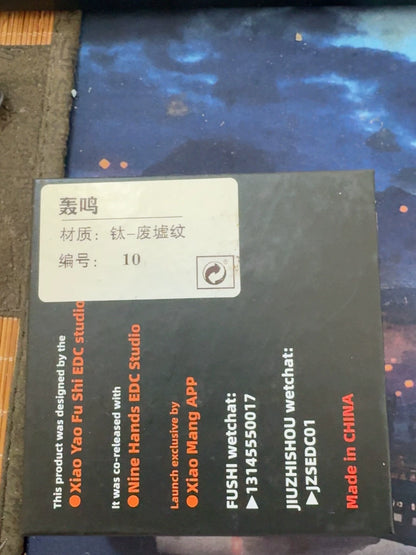 轰鸣
材质：钛-废墟纹
编号： 10
This product was designed by the
●Xiao Yao Fu Shi EDC studio
It was co-released with
●Nine Hands EDC Studio
Launch exclusive by
●Xiao Mang APP
FUSHI wetchat:
▶13145550017
JIUZHISHOU wetchat:
▶JZSEDC01
Made in CHINA